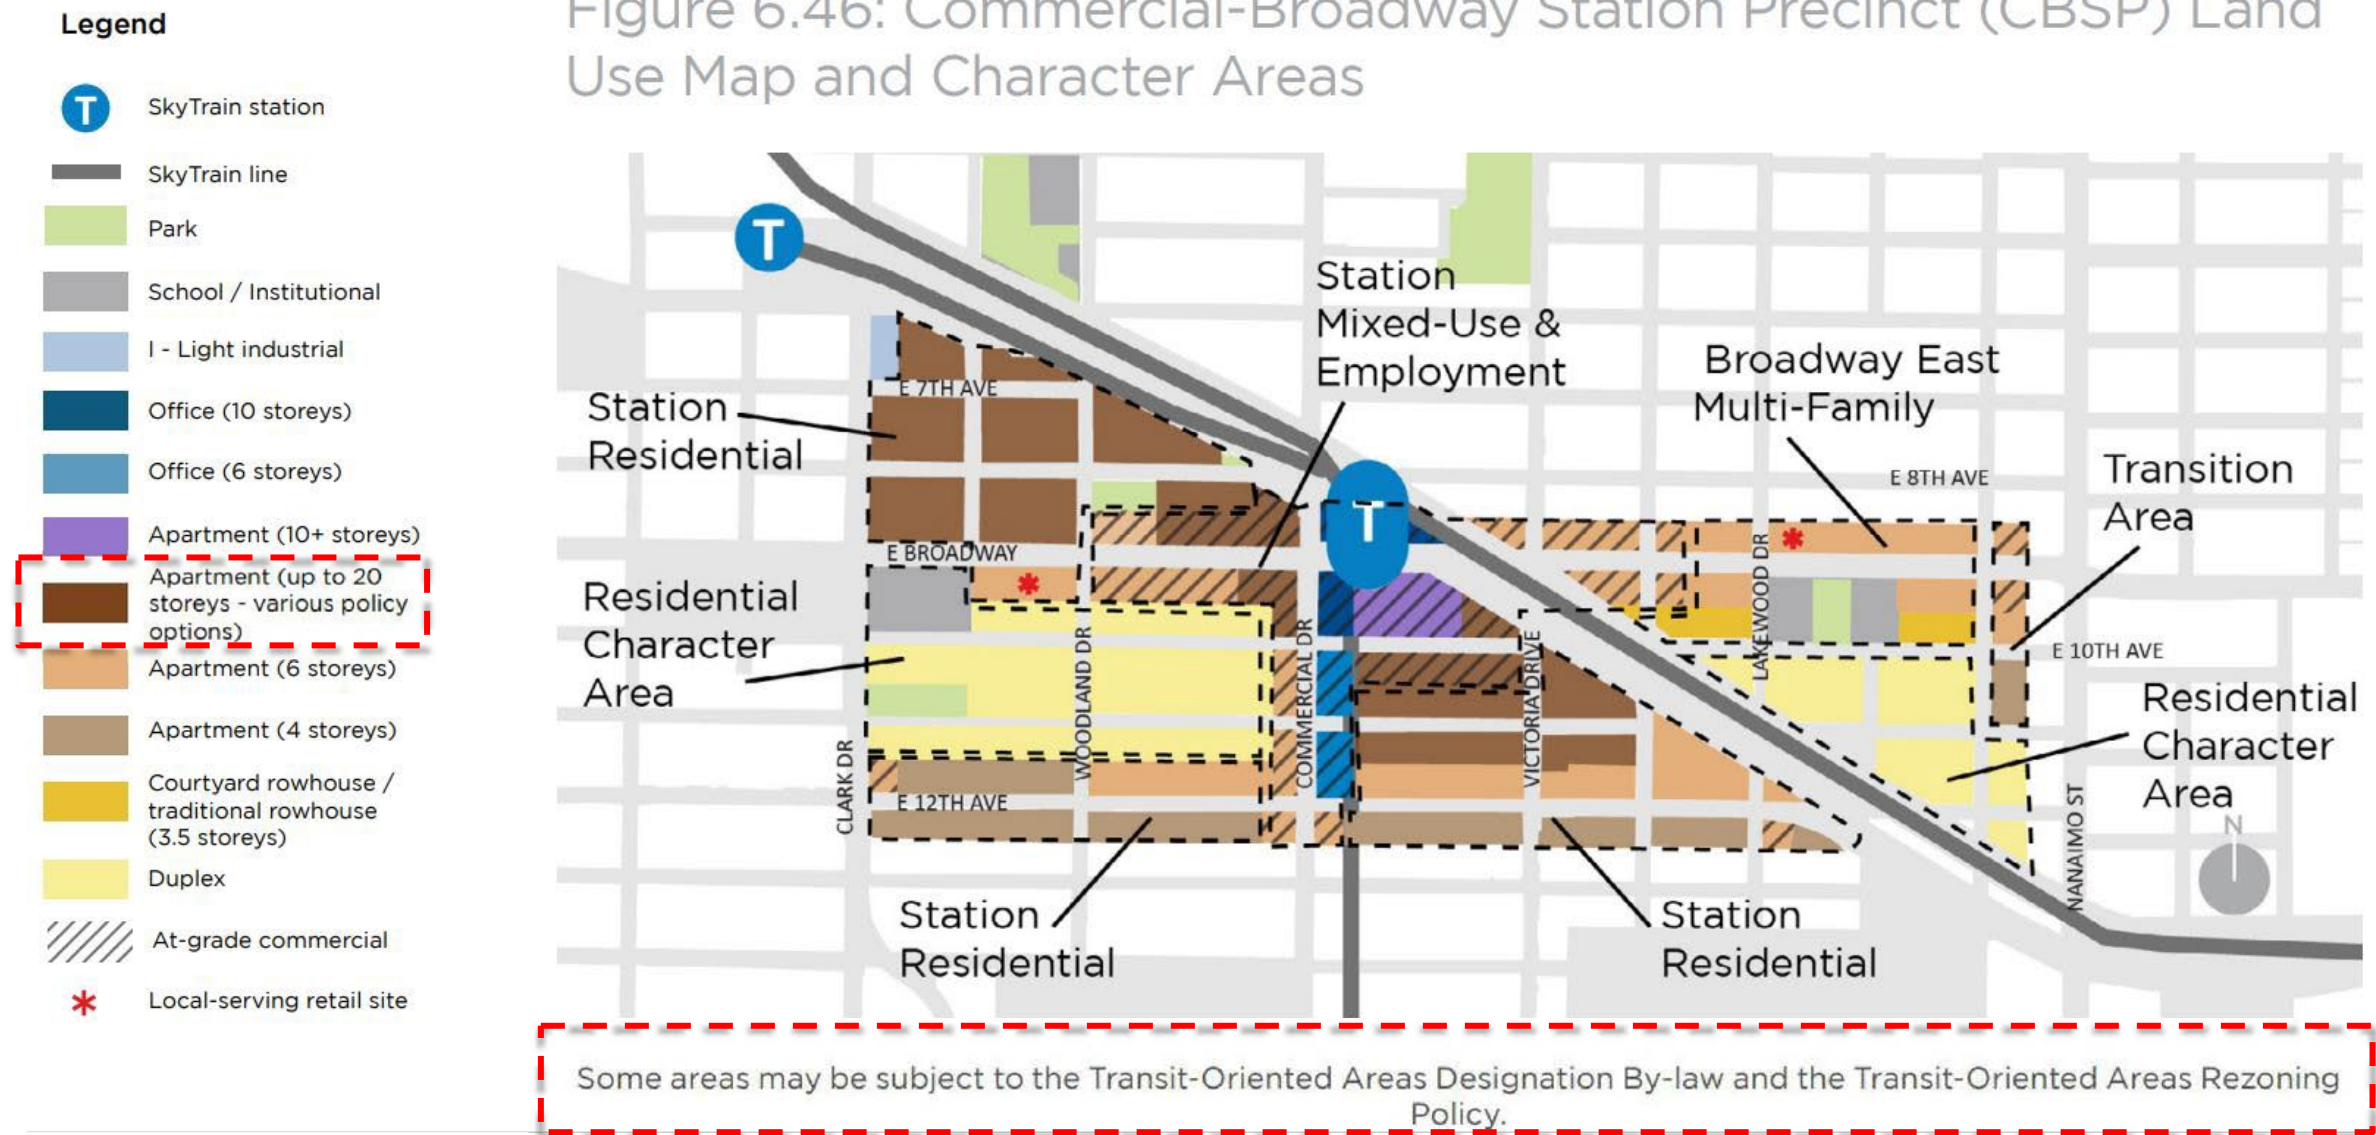 Legend
T
SkyTrain station
SkyTrain line
Park
School / Institutional
I - Light industrial
Office (10 storeys)
Office (6 storeys)
Apartment (10+ storeys)
Apartment (up to 20
storeys - various policy
options)
Apartment (6 storeys)
Apartment (4 storeys)
Courtyard rowhouse /
traditional rowhouse
(3.5 storeys)
Duplex
At-grade commercial
Local-serving retail site
Figure 6.46: Commercial-Broadway Station Precinct (CBSP) Land
Use Map and Character Areas
T
Station
Mixed-Use &
Employment
Broadway East
Multi-Family
E 7TH AVE
Station
Residential
E 8TH AVE
Transition
Area
T
E BROADWAY
LAKEWOOD DR
Residential
Character
Area
WOODLAND DR
COMMERCIAL DR
VICTORIA DRIVE
E 10TH AVE
Residential
Character
Area
CLARK DR
E 12TH AVE
NANAIMO ST
N
Station
Residential
Station
Residential
Some areas may be subject to the Transit-Oriented Areas Designation By-law and the Transit-Oriented Areas Rezoning
Policy.